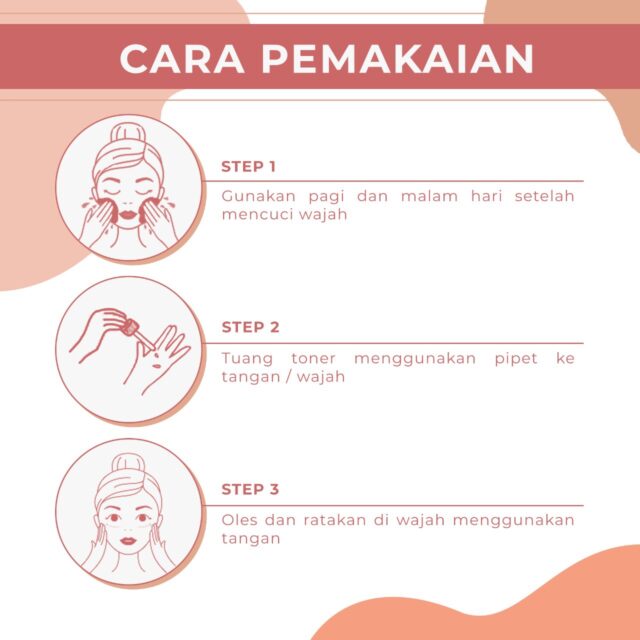 CARA PEMAKAIAN
STEP 1
Gunakan pagi dan malam hari setelah
mencuci wajah
STEP 2
Tuang toner menggunakan pipet ke
tangan / wajah
STEP 3
Oles dan ratakan di wajah menggunakan
tangan